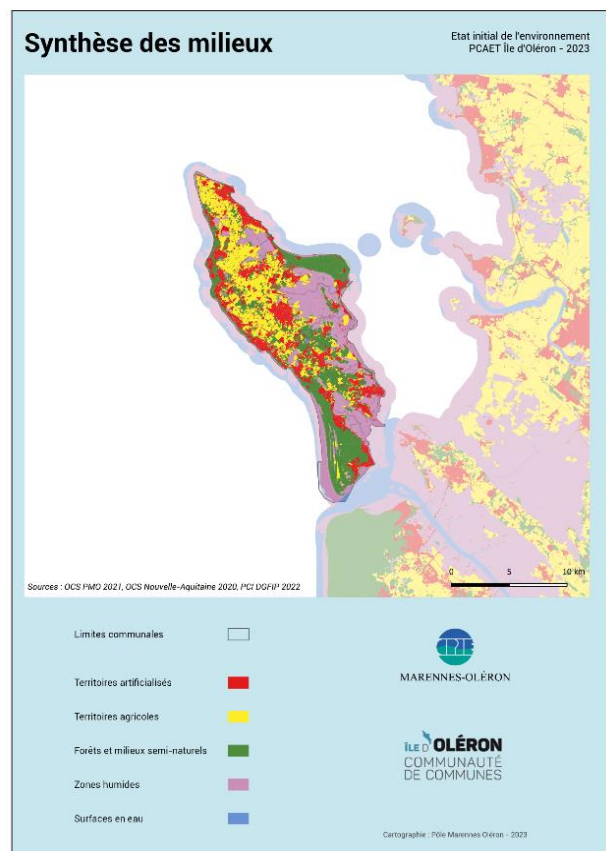 Synthèse des milieux
Etat initial de l'environnement
PCAET Île d'Oléron - 2023
0 5 10 km
Sources : OCS PMO 2021, OCS Nouvelle-Aquitaine 2020, PCI DGFIP 2022
Limites communales
Territoires artificialisés
Territoires agricoles
Forêts et milieux semi-naturels
Zones humides
Surfaces en eau
CPIE
MARENNES-OLÉRON
ÎLE D'OLÉRON
COMMUNAUTÉ
DE COMMUNES
Cartographie : Pôle Marennes Oléron - 2023